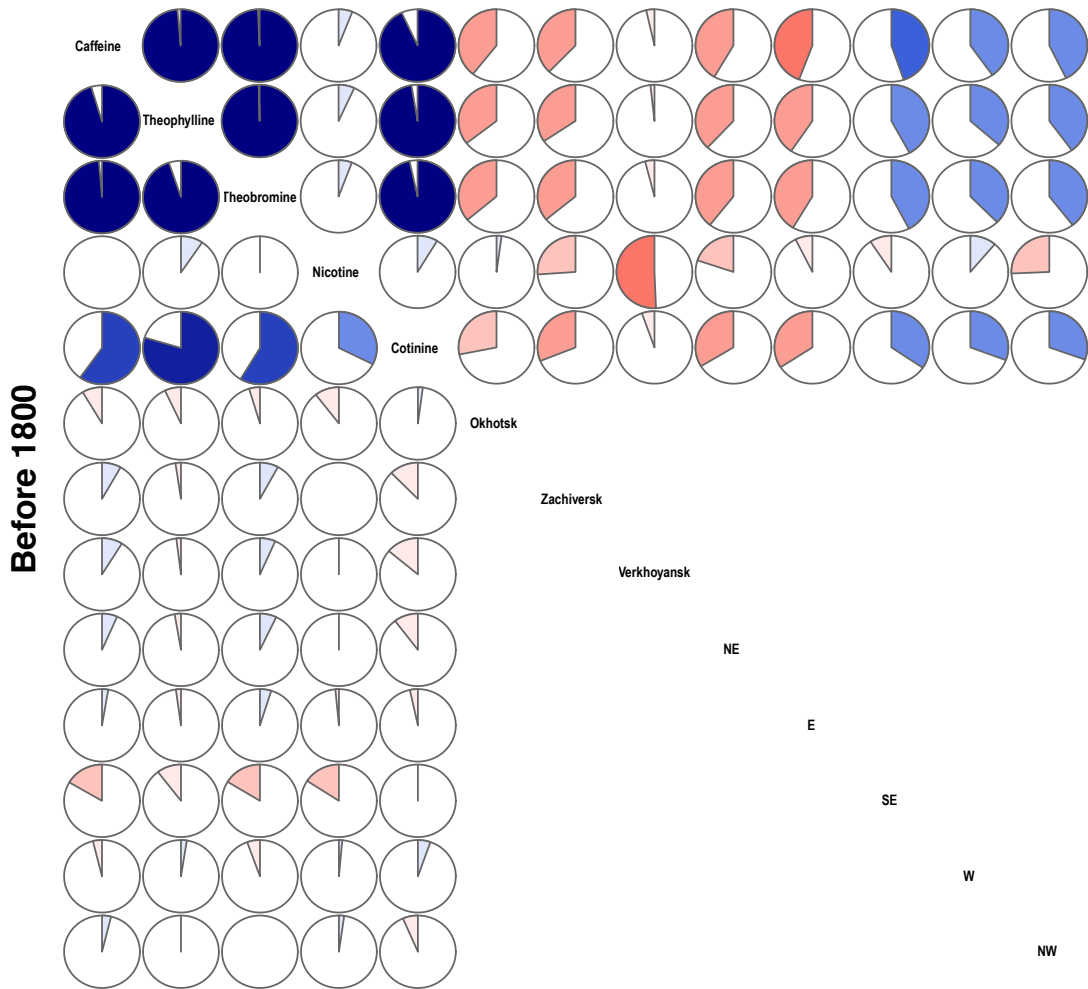 Caffeine
Theophylline
Theobromine
Nicotine
Cotinine
Before 1800
Okhotsk
Zachiversk
Verkhoyansk
NE
E
SE
W
NW